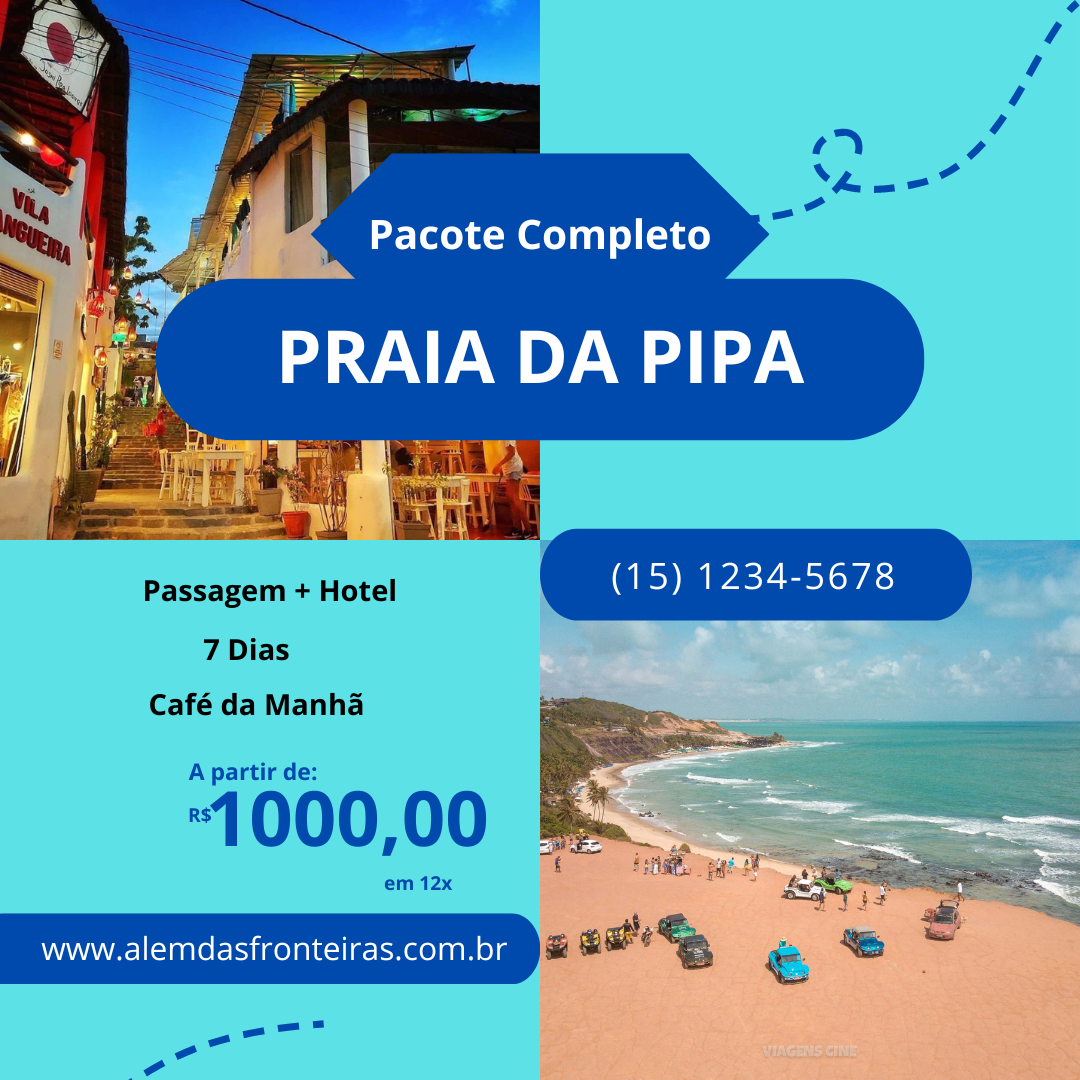 VILA
ANGUEIRA
Pacote Completo
PRAIA DA PIPA
(15) 1234-5678
Passagem + Hotel
7 Dias
Café da Manhã
A partir de:
R$1000,00
em 12x
www.alemdasfronteiras.com.br
VIAGENS CINE